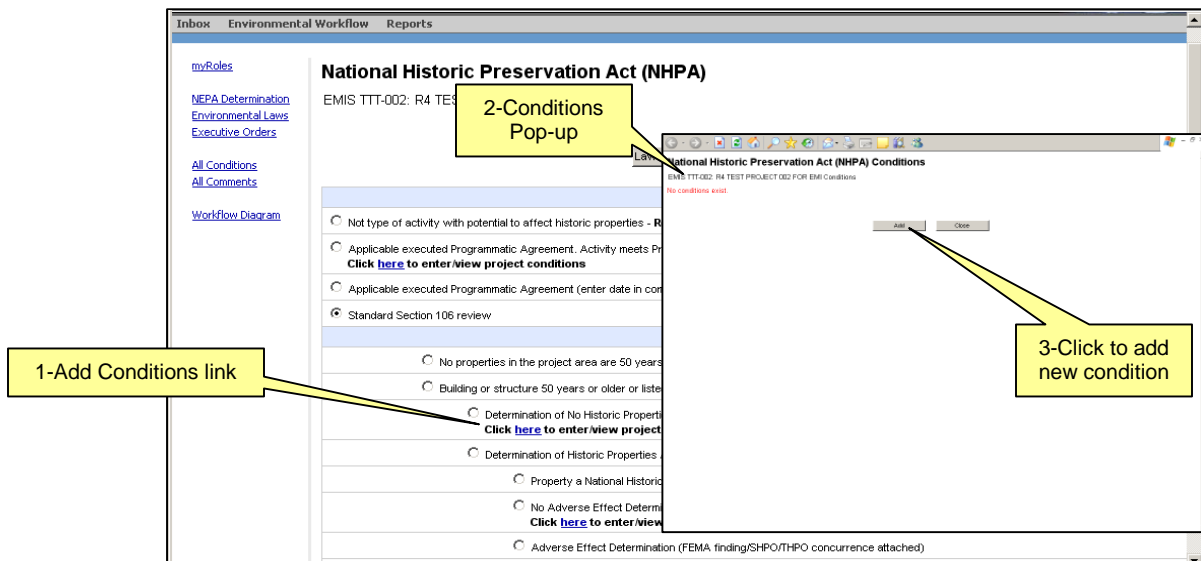 Inbox Environmental Workflow Reports
myRoles
NEPA Determination
Environmental Laws
Executive Orders
All Conditions
All Comments
Workflow Diagram
National Historic Preservation Act (NHPA)
EMIS TTT-002: R4 TES
2-Conditions
Pop-up
National Historic Preservation Act (NHPA) Conditions
EMIS TTT-002: R4 TEST PROJECT 002 FOR EMI Conditions
No conditions exist.
Add Close
3-Click to add
new condition
1-Add Conditions link
Not type of activity with potential to affect historic properties - R
Applicable executed Programmatic Agreement. Activity meets Pr
Click here to enter/view project conditions
Applicable executed Programmatic Agreement (enter date in com
Standard Section 106 review
No properties in the project area are 50 years
Building or structure 50 years or older or liste
Determination of No Historic Properti
Click here to enter/view project
Determination of Historic Properties
Property a National Historic
No Adverse Effect Determi
Click here to enter/view
Adverse Effect Determination (FEMA finding/SHPO/THPO concurrence attached)